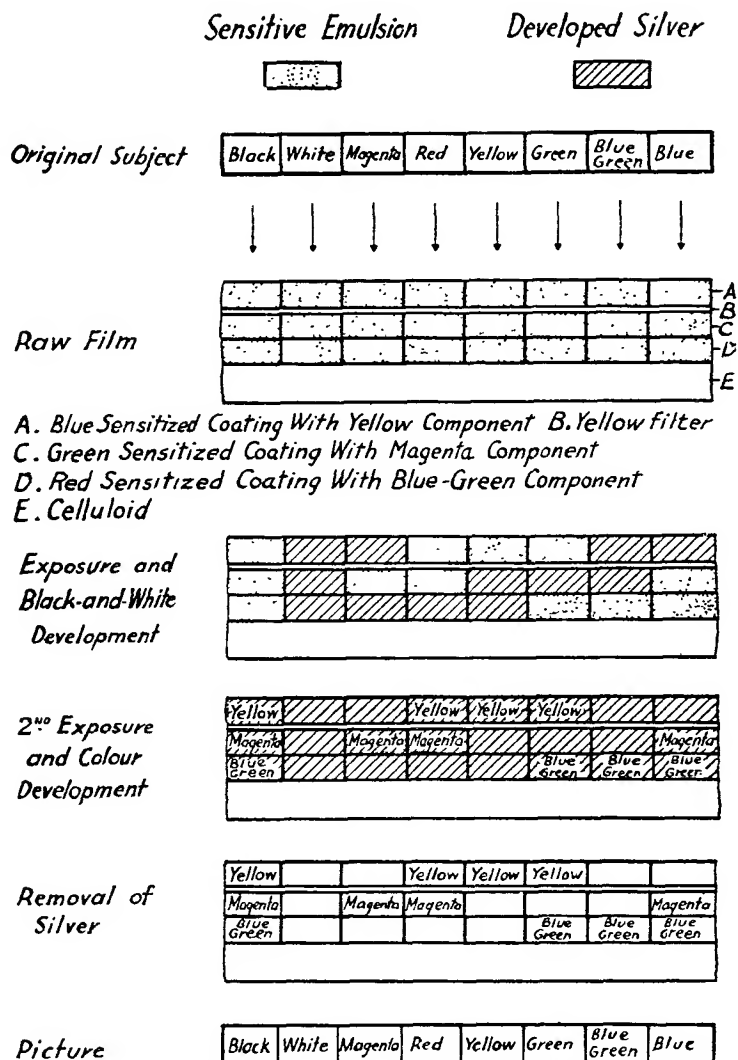 Sensitive Emulsion Developed Silver
Original Subject Black White Magenta Red Yellow Green Blue Green Blue
A
B
Raw Film C
D
E
A. Blue Sensitized Coating With Yellow Component B. Yellow filter
C. Green Sensitized Coating With Magenta Component
D. Red Sensitized Coating With Blue-Green Component
E. Celluloid
Exposure and
Black-and-White
Development
2ND Exposure
and Colour
Development
Yellow Yellow Yellow Yellow
Magenta Magenta Magenta Magenta
Blue Green Blue Green Blue Green Blue Green
Removal of
Silver
Yellow Yellow Yellow Yellow
Magenta Magenta Magenta Magenta
Blue Green Blue Green Blue Green Blue Green
Picture Black White Magenta Red Yellow Green Blue Green Blue